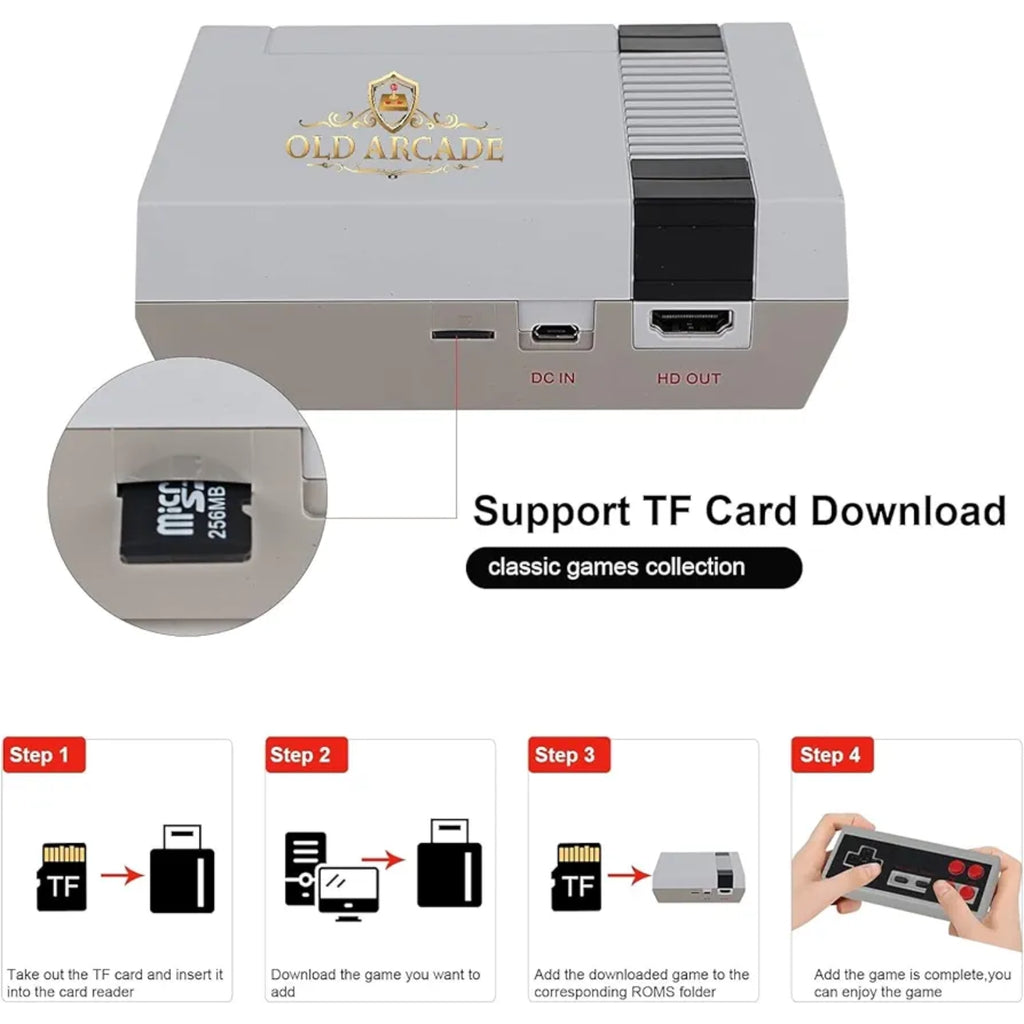 OLD ARCADE
DC IN
HD OUT
256MB
Support TF Card Download
classic games collection
Step 1
Step 2
Step 3
Step 4
TF
TF
Take out the TF card and insert it
into the card reader
Download the game you want to
add
Add the downloaded game to the
corresponding ROMS folder
Add the game is complete,you
can enjoy the game